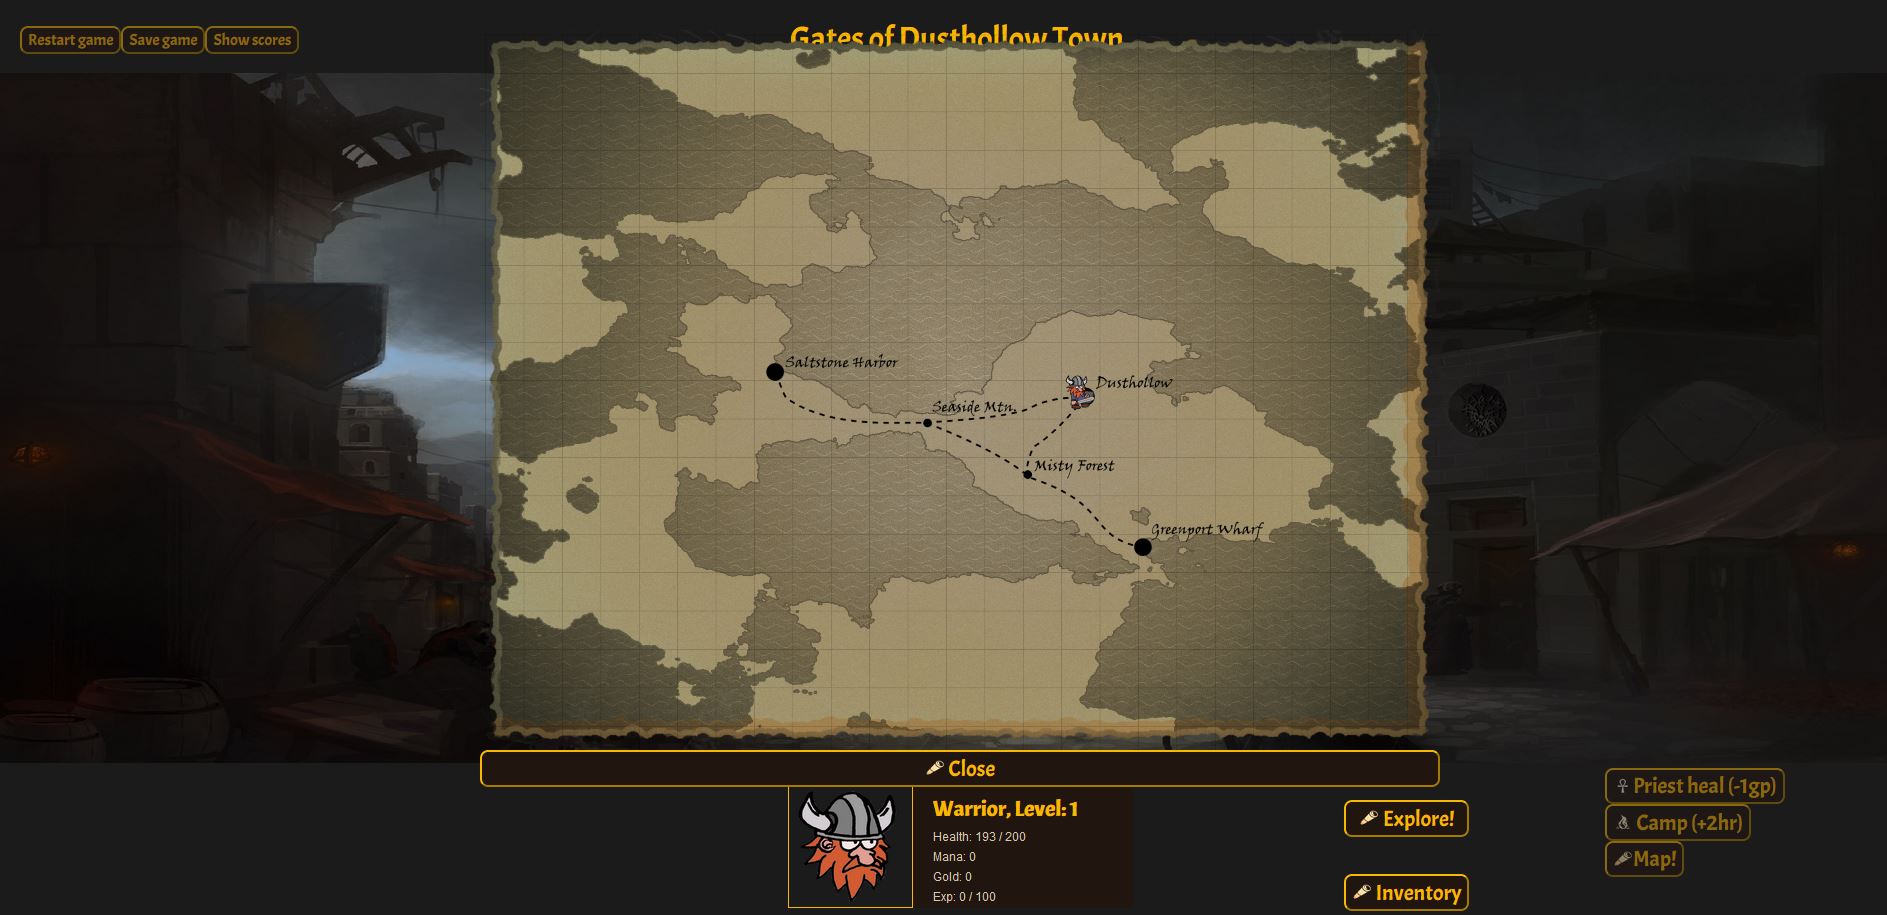 Restart game
Save game
Show scores
Gates of Dusthollow Town
Saltstone Harbor
Dusthollow
Seaside Mtn.
Misty Forest
Greenport Wharf
Close
Warrior, Level: 1
Health: 193 / 200
Mana: 0
Gold: 0
Exp: 0 / 100
Explore!
Inventory
Priest heal (-1gp)
Camp (+2hr)
Map!